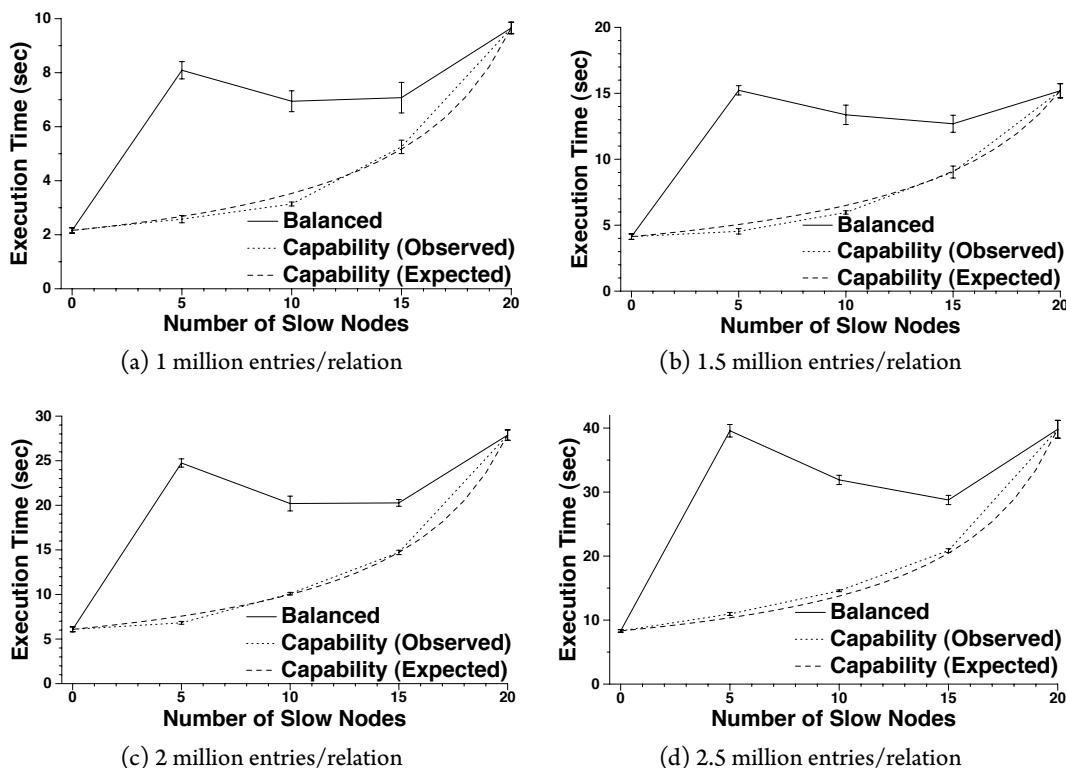 10
8
6
4
2
0
Execution Time (sec)
Balanced
Capability (Observed)
Capability (Expected)
0 5 10 15 20
Number of Slow Nodes
(a) 1 million entries/relation
20
15
10
5
0
Execution Time (sec)
Balanced
Capability (Observed)
Capability (Expected)
0 5 10 15 20
Number of Slow Nodes
(b) 1.5 million entries/relation
30
25
20
15
10
5
0
Execution Time (sec)
Balanced
Capability (Observed)
Capability (Expected)
0 5 10 15 20
Number of Slow Nodes
(c) 2 million entries/relation
40
30
20
10
0
Execution Time (sec)
Balanced
Capability (Observed)
Capability (Expected)
0 5 10 15 20
Number of Slow Nodes
(d) 2.5 million entries/relation